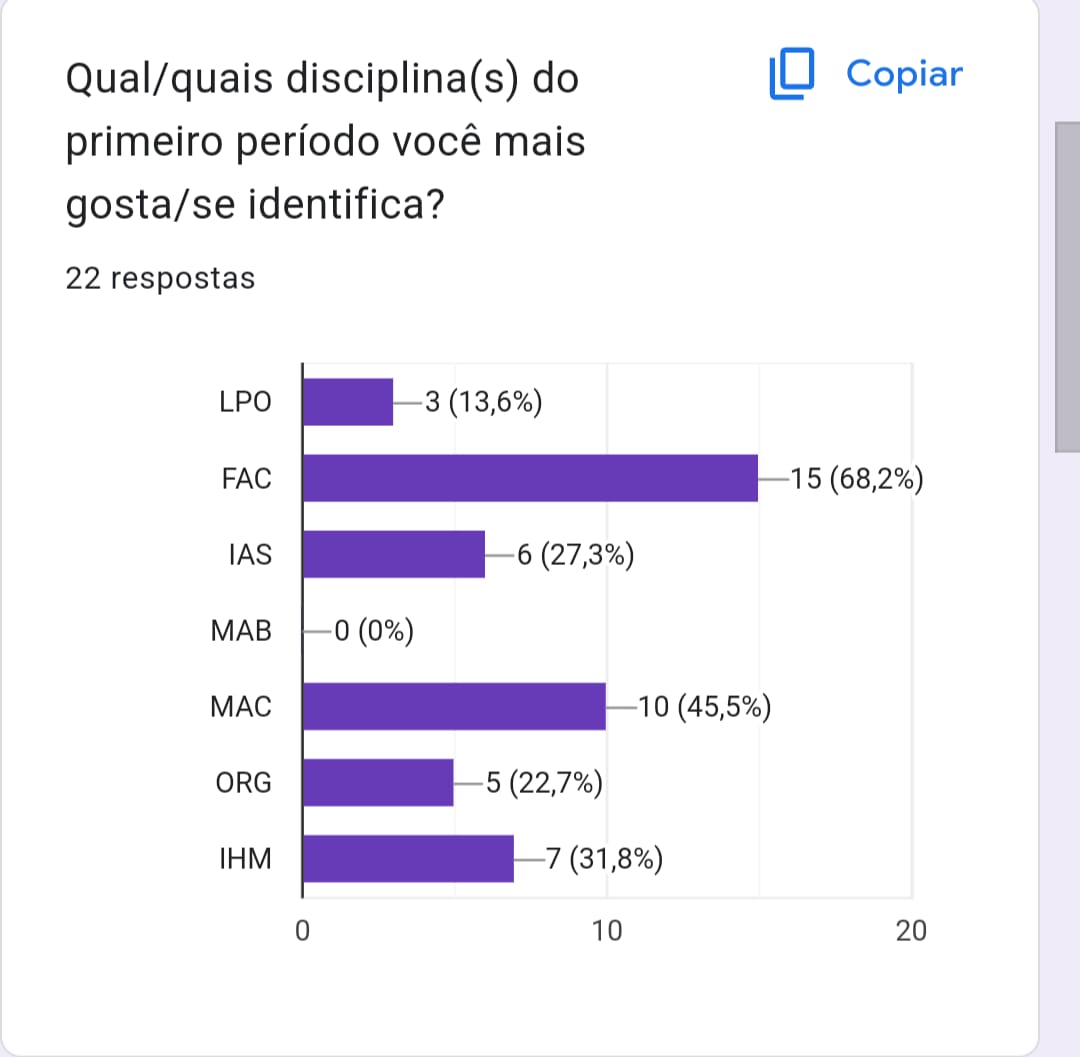 Qual/quais disciplina(s) do
primeiro período você mais
gosta/se identifica?
Copiar
22 respostas
LPO 3 (13,6%)
FAC 15 (68,2%)
IAS 6 (27,3%)
MAB 0 (0%)
MAC 10 (45,5%)
ORG 5 (22,7%)
IHM 7 (31,8%)
0 10 20